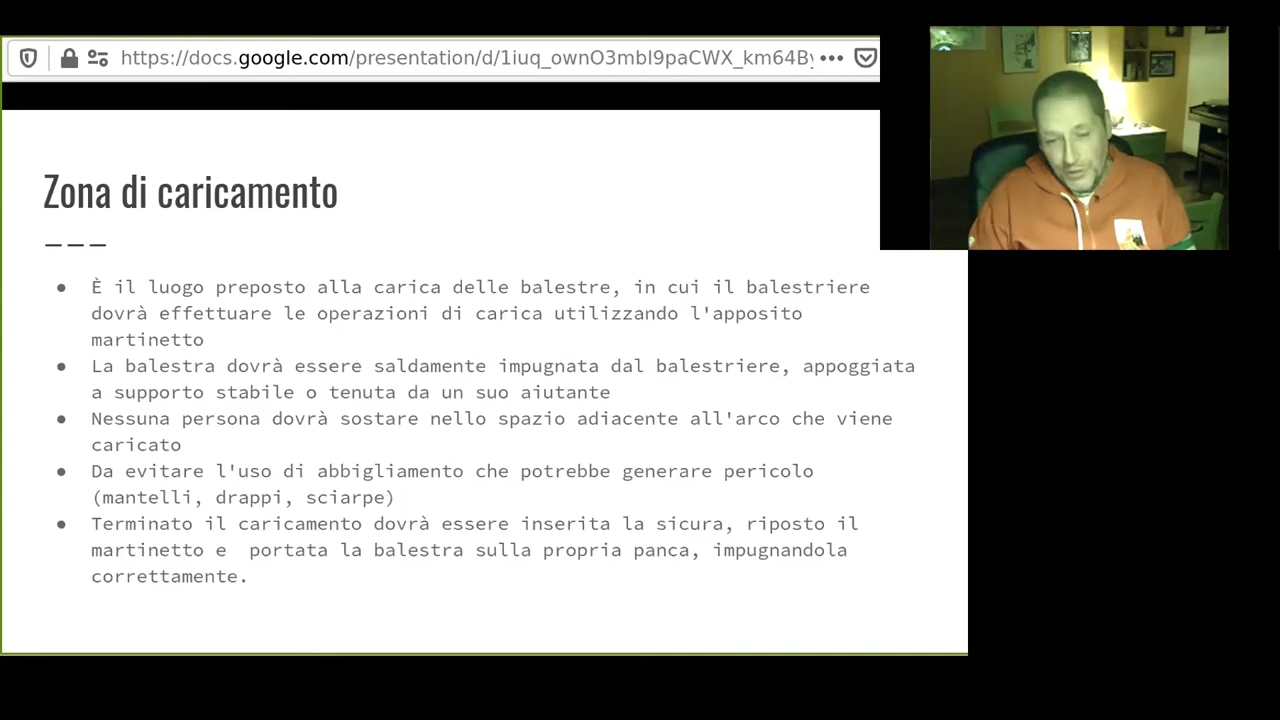 https://docs.google.com/presentation/d/1iuq_ownO3mbl9paCWX_km64B
Zona di caricamento
● È il luogo preposto alla carica delle balestre, in cui il balestriere
dovrà effettuare le operazioni di carica utilizzando l'apposito
martinetto
● La balestra dovrà essere saldamente impugnata dal balestriere, appoggiata
a supporto stabile o tenuta da un suo aiutante
● Nessuna persona dovrà sostare nello spazio adiacente all'arco che viene
caricato
● Da evitare l'uso di abbigliamento che potrebbe generare pericolo
(mantelli, drappi, sciarpe)
● Terminato il caricamento dovrà essere inserita la sicura, riposto il
martinetto e  portata la balestra sulla propria panca, impugnandola
correttamente.